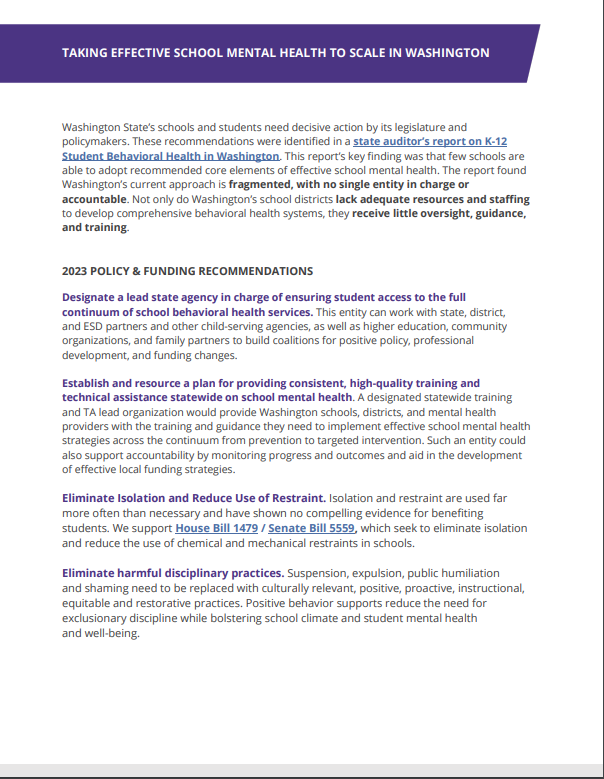 TAKING EFFECTIVE SCHOOL MENTAL HEALTH TO SCALE IN WASHINGTON
Washington State's schools and students need decisive action by its legislature and
policymakers. These recommendations were identified in a state auditor's report on K-12
Student Behavioral Health in Washington. This report's key finding was that few schools are
able to adopt recommended core elements of effective school mental health. The report found
Washington's current approach is fragmented, with no single entity in charge or
accountable. Not only do Washington's school districts lack adequate resources and staffing
to develop comprehensive behavioral health systems, they receive little oversight, guidance,
and training.
2023 POLICY & FUNDING RECOMMENDATIONS
Designate a lead state agency in charge of ensuring student access to the full
continuum of school behavioral health services. This entity can work with state, district,
and ESD partners and other child-serving agencies, as well as higher education, community
organizations, and family partners to build coalitions for positive policy, professional
development, and funding changes.
Establish and resource a plan for providing consistent, high-quality training and
technical assistance statewide on school mental health. A designated statewide training
and TA lead organization would provide Washington schools, districts, and mental health
providers with the training and guidance they need to implement effective school mental health
strategies across the continuum from prevention to targeted intervention. Such an entity could
also support accountability by monitoring progress and outcomes and aid in the development
of effective local funding strategies.
Eliminate Isolation and Reduce Use of Restraint. Isolation and restraint are used far
more often than necessary and have shown no compelling evidence for benefiting
students. We support House Bill 1479 / Senate Bill 5559, which seek to eliminate isolation
and reduce the use of chemical and mechanical restraints in schools.
Eliminate harmful disciplinary practices. Suspension, expulsion, public humiliation
and shaming need to be replaced with culturally relevant, positive, proactive, instructional,
equitable and restorative practices. Positive behavior supports reduce the need for
exclusionary discipline while bolstering school climate and student mental health
and well-being.